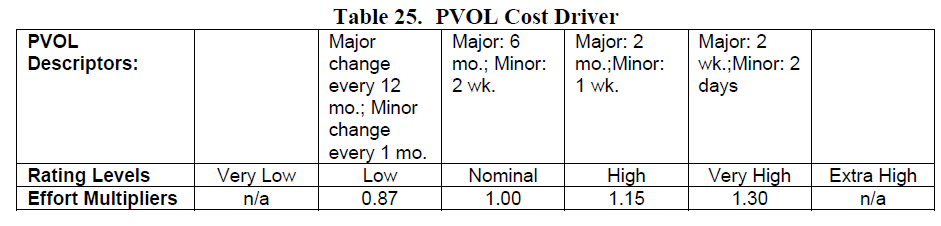 Table 25. PVOL Cost Driver
PVOL Descriptors: Major change every 12 mo.; Minor change every 1 mo. Major: 6 mo.; Minor: 2 wk. Major: 2 mo.;Minor: 1 wk. Major: 2 wk.;Minor: 2 days
Rating Levels Very Low Low Nominal High Very High Extra High
Effort Multipliers n/a 0.87 1.00 1.15 1.30 n/a